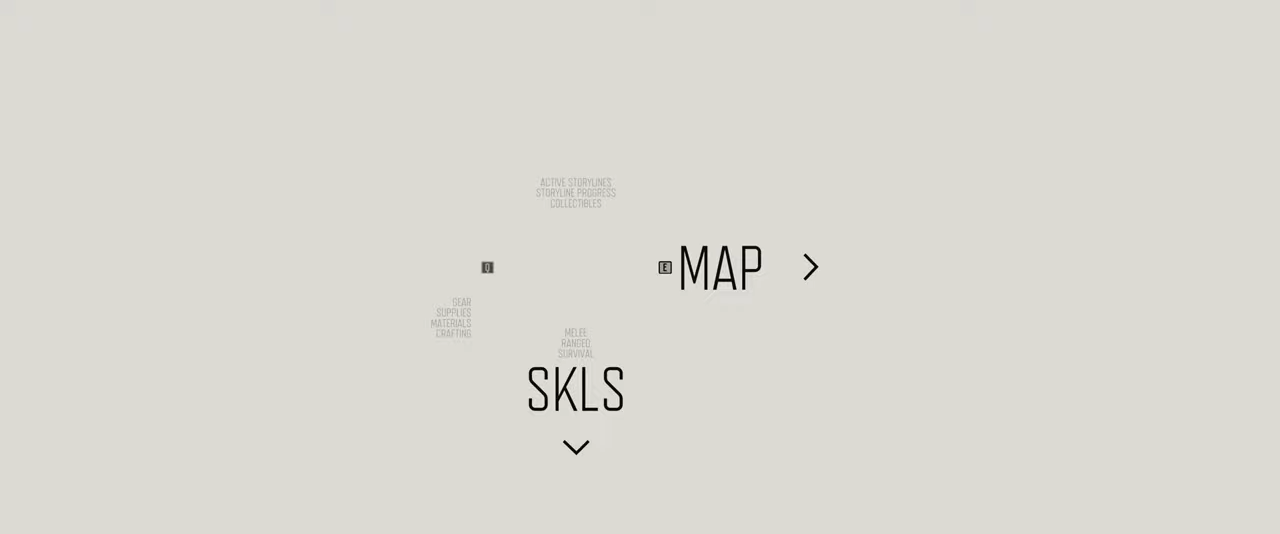 ACTIVE STORYLINES
STORYLINE PROGRESS
COLLECTIBLES
Q
E
MAP
GEAR
SUPPLIES
MATERIALS
CRAFTING
MELEE
RANGED
SURVIVAL
SKLS